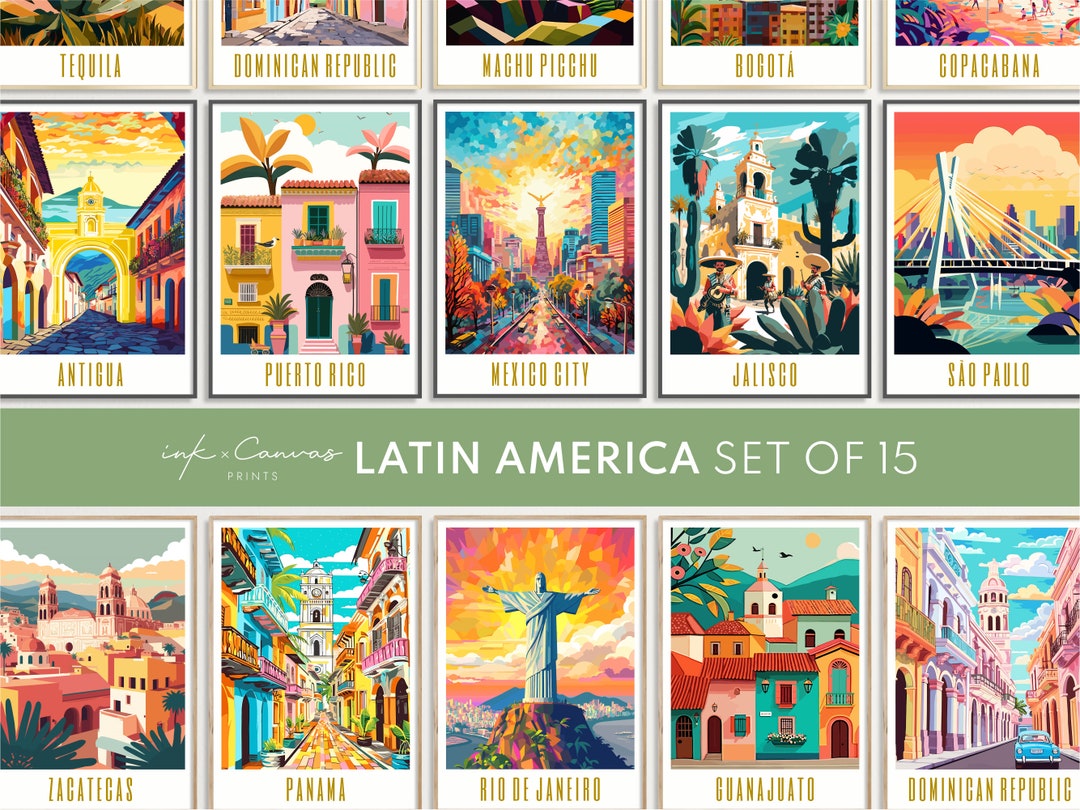 TEQUILA
DOMINICAN REPUBLIC
MACHU PICCHU
BOGOTÁ
COPACABANA
ANTIGUA
PUERTO RICO
MEXICO CITY
JALISCO
SÃO PAULO
ink x Canvas
PRINTS
LATIN AMERICA SET OF 15
ZACATECAS
PANAMA
RIO DE JANEIRO
GUANAJUATO
DOMINICAN REPUBLIC